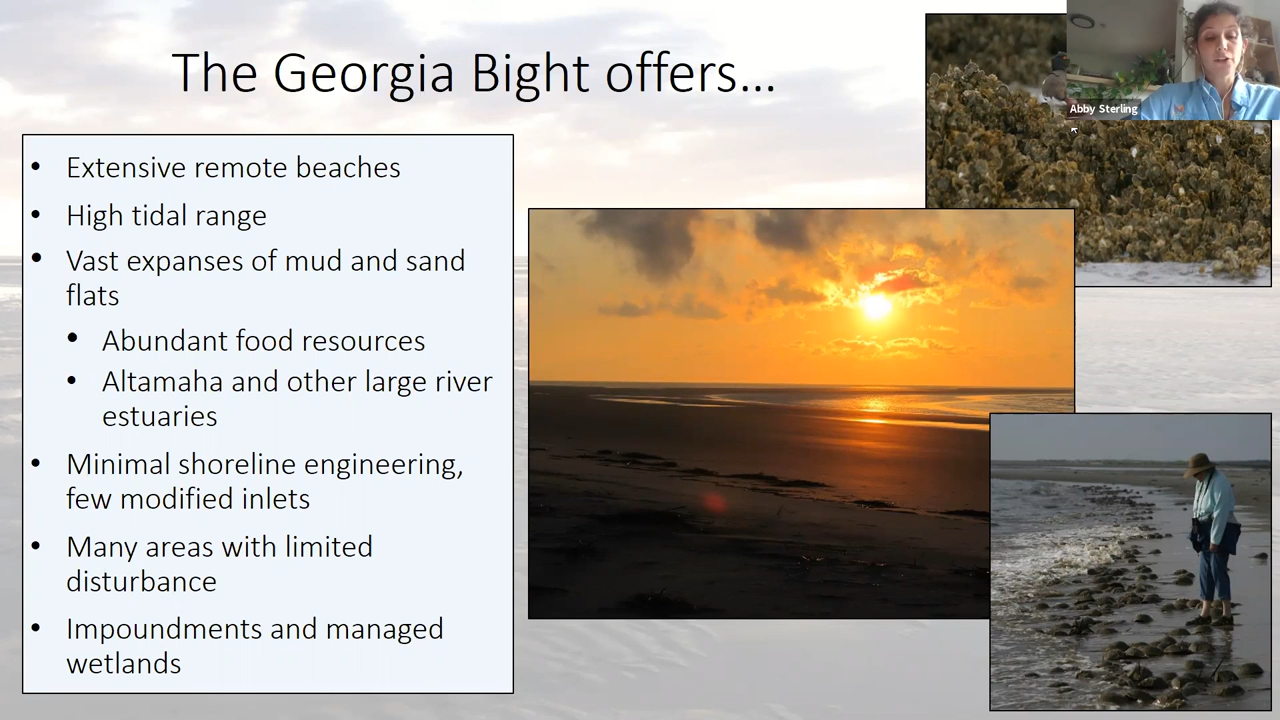 The Georgia Bight offers...
Abby Sterling
• Extensive remote beaches
• High tidal range
• Vast expanses of mud and sand
flats
• Abundant food resources
• Altamaha and other large river
estuaries
• Minimal shoreline engineering,
few modified inlets
• Many areas with limited
disturbance
• Impoundments and managed
wetlands